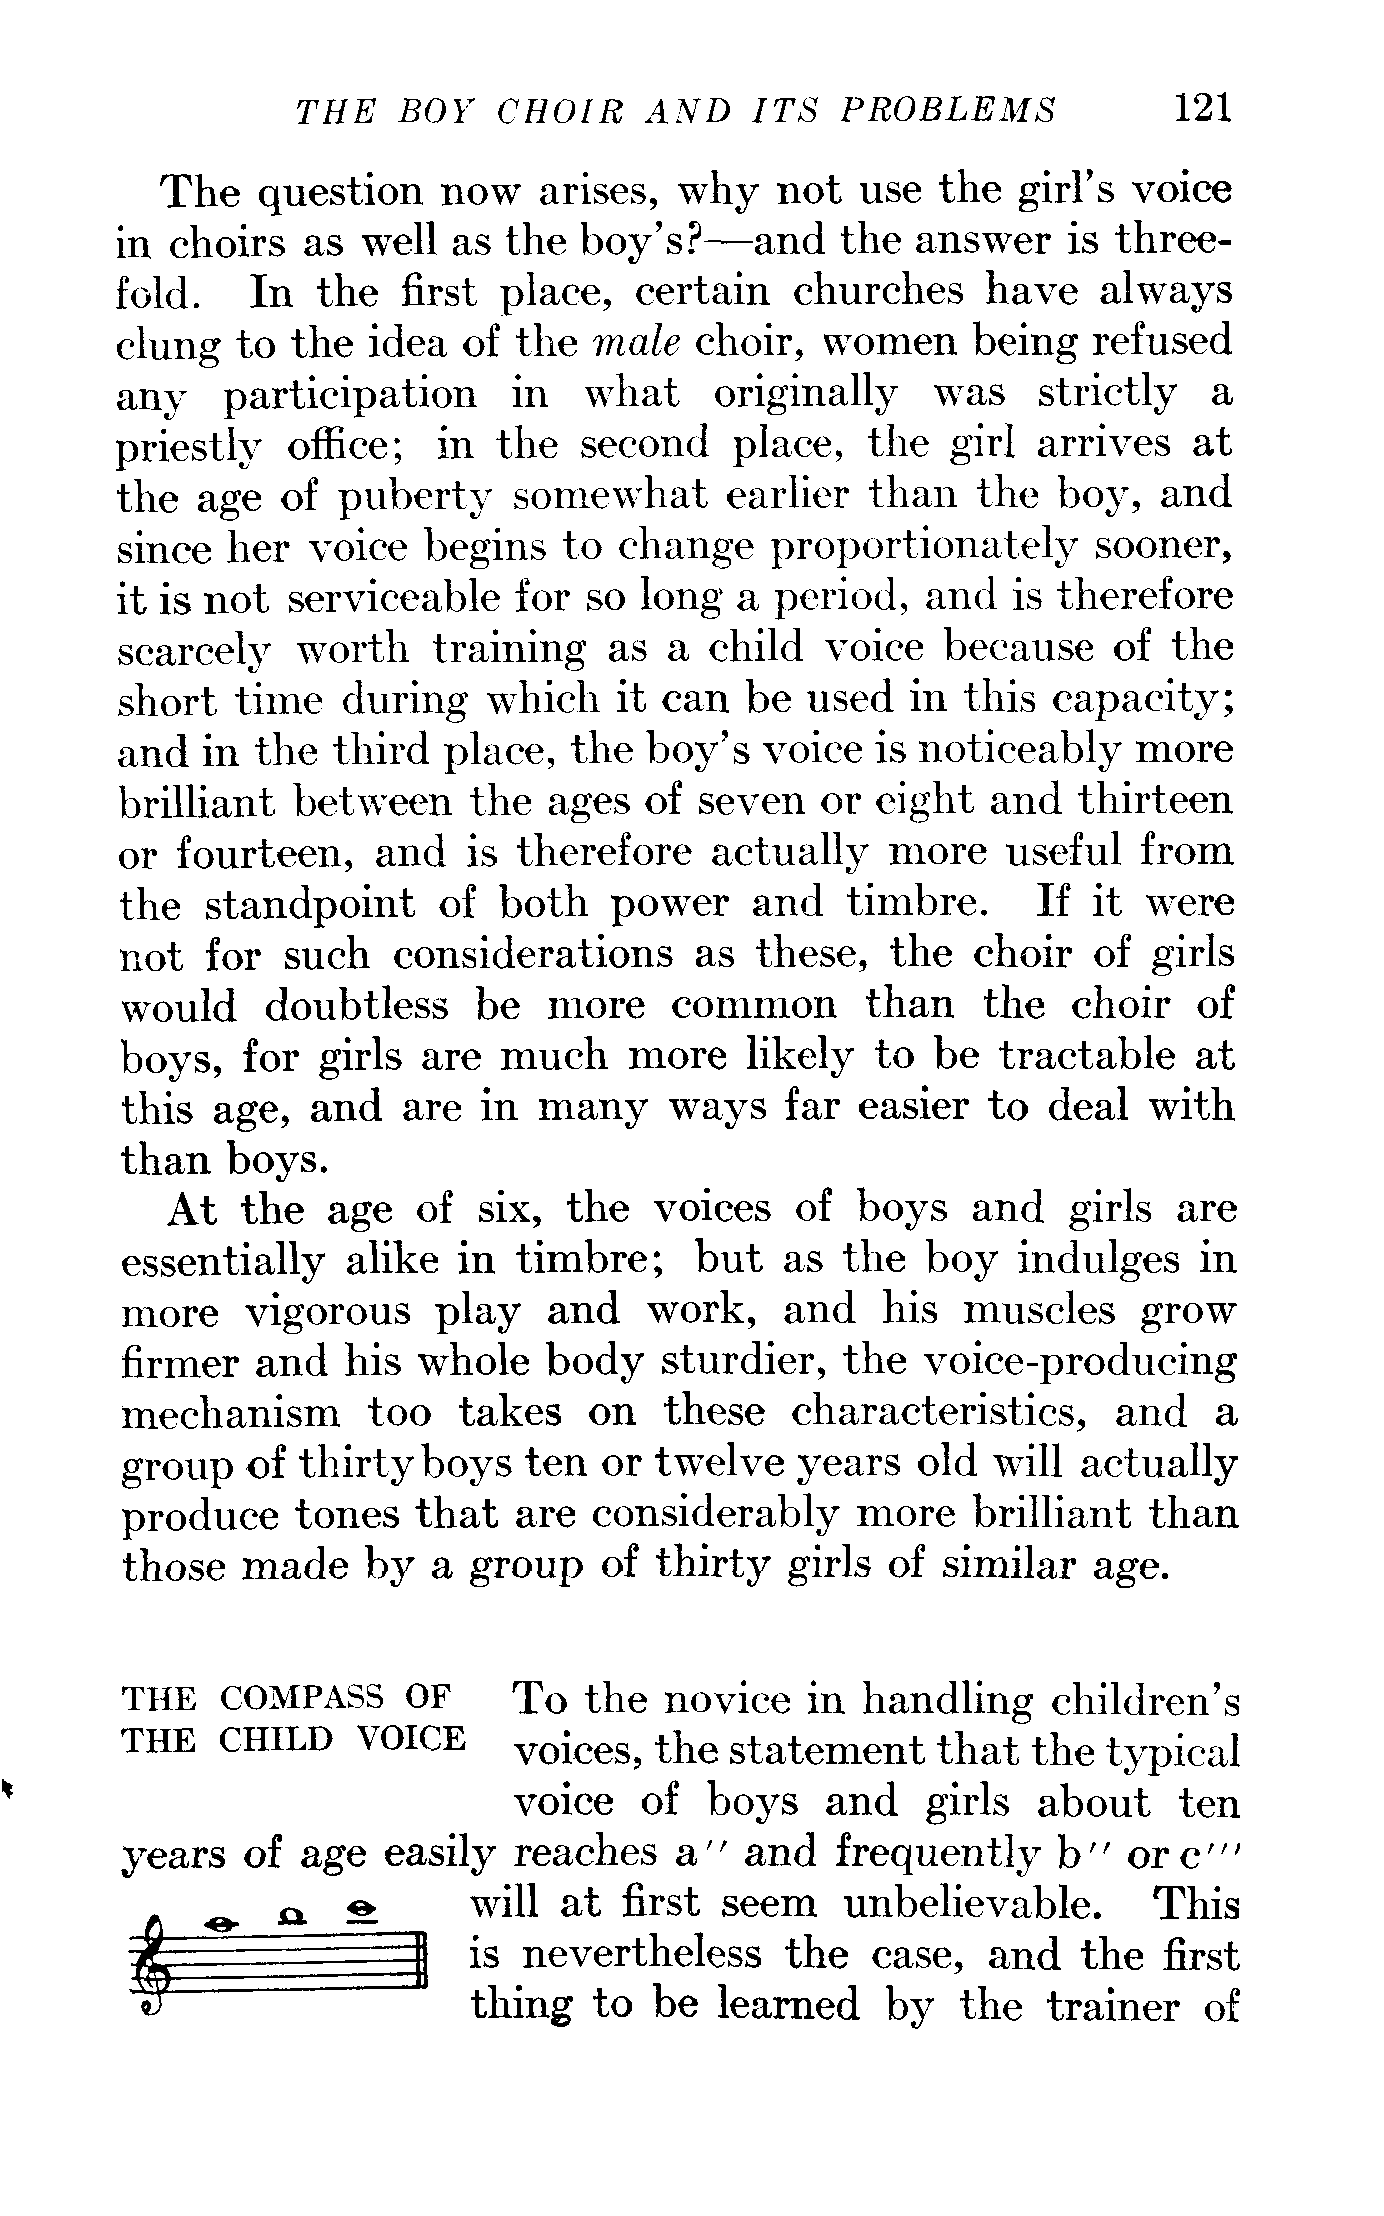 THE BOY CHOIR AND ITS PROBLEMS 121
The question now arises, why not use the girl's voice
in choirs as well as the boy's?—and the answer is three-
fold. In the first place, certain churches have always
clung to the idea of the male choir, women being refused
any participation in what originally was strictly a
priestly office; in the second place, the girl arrives at
the age of puberty somewhat earlier than the boy, and
since her voice begins to change proportionately sooner,
it is not serviceable for so long a period, and is therefore
scarcely worth training as a child voice because of the
short time during which it can be used in this capacity;
and in the third place, the boy's voice is noticeably more
brilliant between the ages of seven or eight and thirteen
or fourteen, and is therefore actually more useful from
the standpoint of both power and timbre. If it were
not for such considerations as these, the choir of girls
would doubtless be more common than the choir of
boys, for girls are much more likely to be tractable at
this age, and are in many ways far easier to deal with
than boys.
At the age of six, the voices of boys and girls are
essentially alike in timbre; but as the boy indulges in
more vigorous play and work, and his muscles grow
firmer and his whole body sturdier, the voice-producing
mechanism too takes on these characteristics, and a
group of thirty boys ten or twelve years old will actually
produce tones that are considerably more brilliant than
those made by a group of thirty girls of similar age.
THE COMPASS OF
THE CHILD VOICE
To the novice in handling children's
voices, the statement that the typical
voice of boys and girls about ten
years of age easily reaches a′′ and frequently b′′ or c′′′
will at first seem unbelievable. This
is nevertheless the case, and the first
thing to be learned by the trainer of